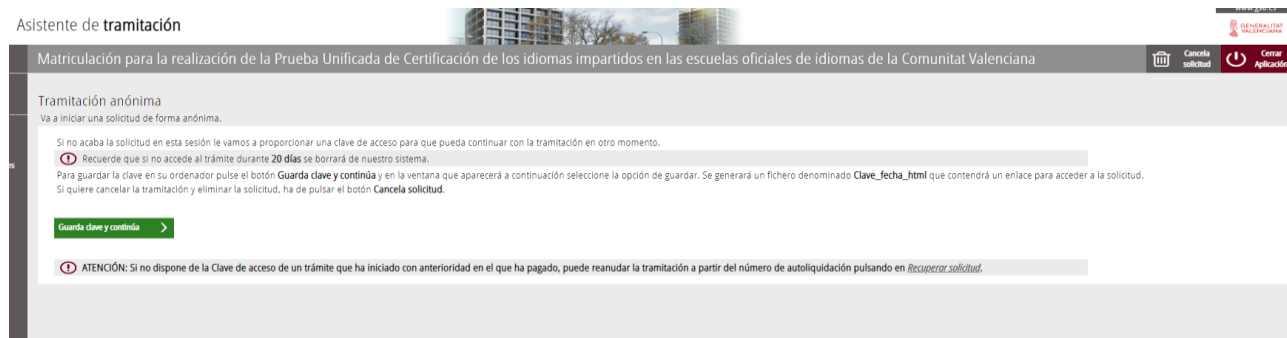 www.gva.es
Asistente de tramitación
GENERALITAT
VALENCIANA
Matriculación para la realización de la Prueba Unificada de Certificación de los idiomas impartidos en las escuelas oficiales de idiomas de la Comunitat Valenciana
Cancela
solicitud
Cerrar
Aplicación
Tramitación anónima
Va a iniciar una solicitud de forma anónima.
Si no acaba la solicitud en esta sesión le vamos a proporcionar una clave de acceso para que pueda continuar con la tramitación en otro momento.
es
Recuerde que si no accede al trámite durante 20 días se borrará de nuestro sistema.
Para guardar la clave en su ordenador pulse el botón Guarda clave y continúa y en la ventana que aparecerá a continuación seleccione la opción de guardar. Se generará un fichero denominado Clave_fecha_html que contendrá un enlace para acceder a la solicitud.
Si quiere cancelar la tramitación y eliminar la solicitud, ha de pulsar el botón Cancela solicitud.
Guarda clave y continúa
ATENCIÓN: Si no dispone de la Clave de acceso de un trámite que ha iniciado con anterioridad en el que ha pagado, puede reanudar la tramitación a partir del número de autoliquidación pulsando en Recuperar solicitud.